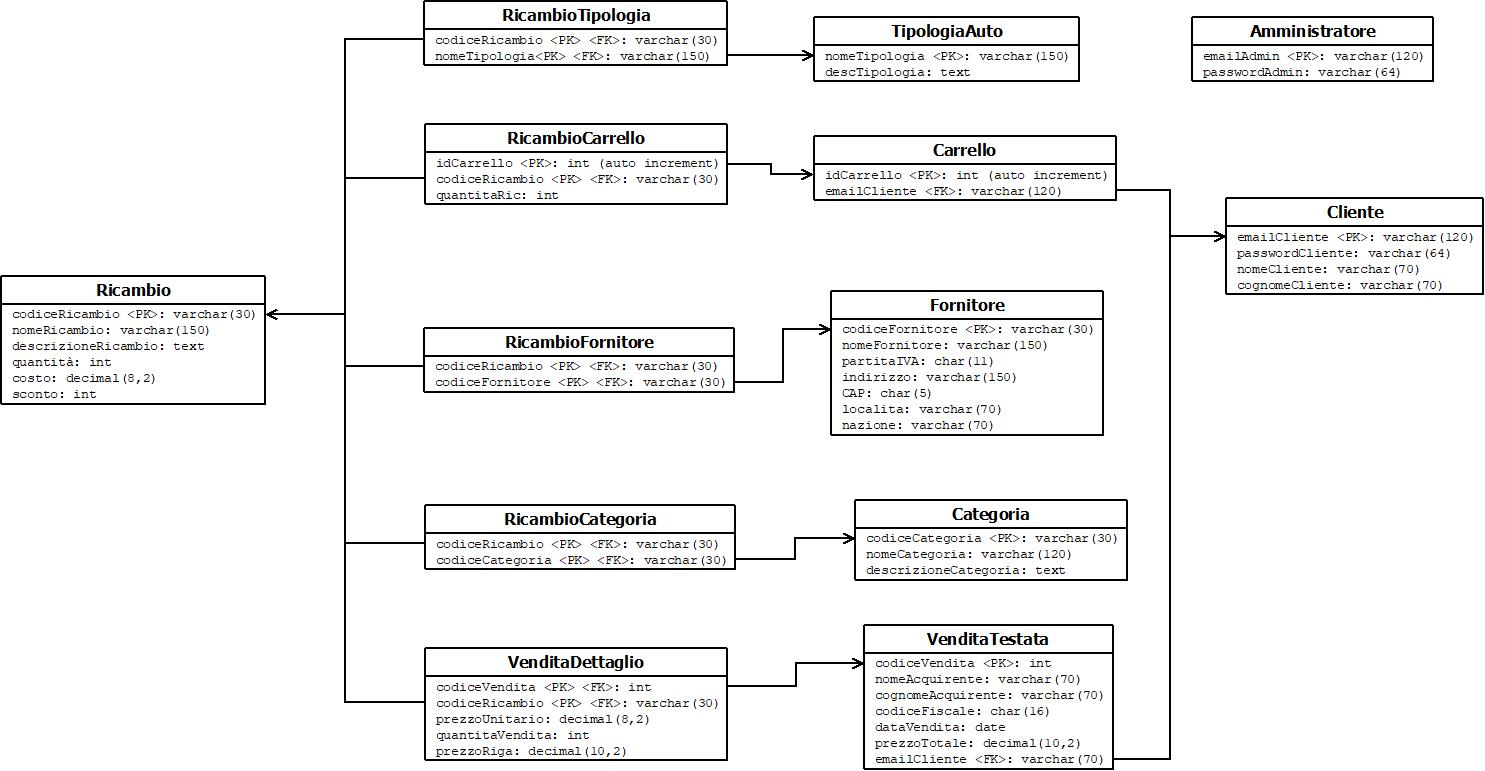 RicambioTipologia
codiceRicambio <PK> <FK>: varchar(30)
nomeTipologia<PK> <FK>: varchar(150)
TipologiaAuto
nomeTipologia <PK>: varchar(150)
descTipologia: text
Amministratore
emailAdmin <PK>: varchar(120)
passwordAdmin: varchar(64)
RicambioCarrello
idCarrello <PK>: int (auto increment)
codiceRicambio <PK> <FK>: varchar(30)
quantitaRic: int
Carrello
idCarrello <PK>: int (auto increment)
emailCliente <FK>: varchar(120)
Cliente
emailCliente <PK>: varchar(120)
passwordCliente: varchar(64)
nomeCliente: varchar(70)
cognomeCliente: varchar(70)
Ricambio
codiceRicambio <PK>: varchar(30)
nomeRicambio: varchar(150)
descrizioneRicambio: text
quantità: int
costo: decimal(8,2)
sconto: int
RicambioFornitore
codiceRicambio <PK> <FK>: varchar(30)
codiceFornitore <PK> <FK>: varchar(30)
Fornitore
codiceFornitore <PK>: varchar(30)
nomeFornitore: varchar(150)
partitaIVA: char(11)
indirizzo: varchar(150)
CAP: char(5)
localita: varchar(70)
nazione: varchar(70)
RicambioCategoria
codiceRicambio <PK> <FK>: varchar(30)
codiceCategoria <PK> <FK>: varchar(30)
Categoria
codiceCategoria <PK>: varchar(30)
nomeCategoria: varchar(120)
descrizioneCategoria: text
VenditaDettaglio
codiceVendita <PK> <FK>: int
codiceRicambio <PK> <FK>: varchar(30)
prezzoUnitario: decimal(8,2)
quantitaVendita: int
prezzoRiga: decimal(10,2)
VenditaTestata
codiceVendita <PK>: int
nomeAcquirente: varchar(70)
cognomeAcquirente: varchar(70)
codiceFiscale: char(16)
dataVendita: date
prezzoTotale: decimal(10,2)
emailCliente <FK>: varchar(70)